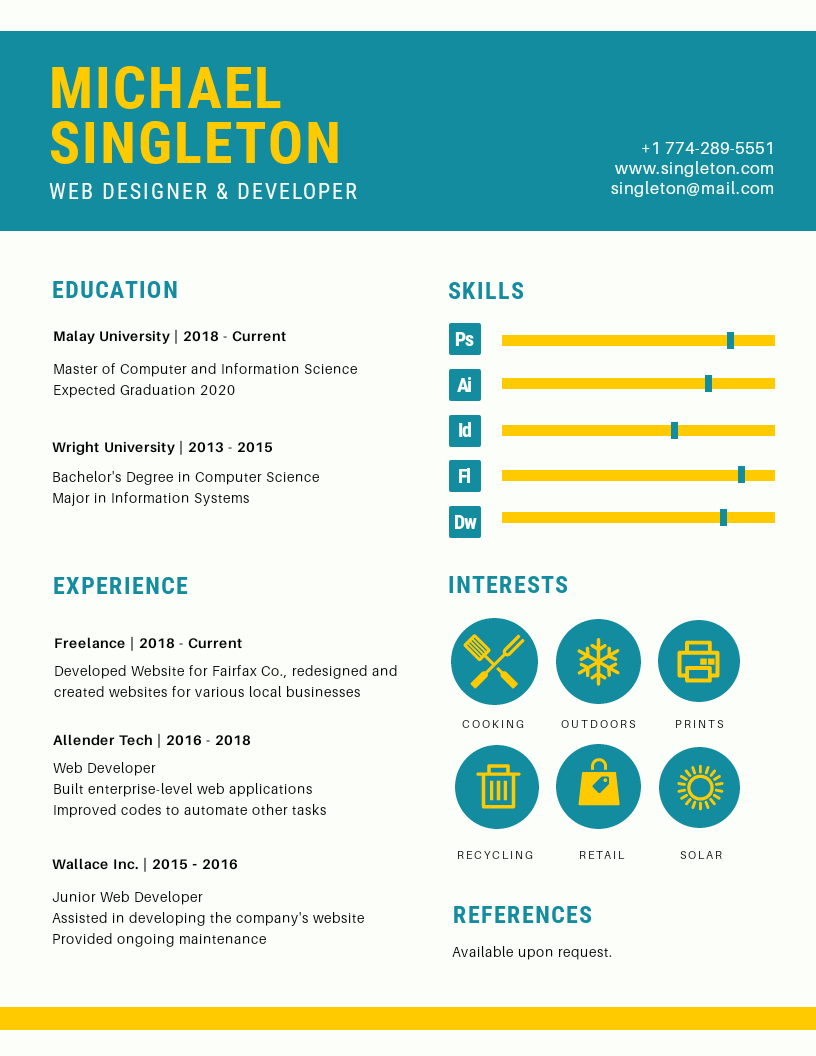 MICHAEL
SINGLETON
WEB DESIGNER & DEVELOPER
+1 774-289-5551
www.singleton.com
singleton@mail.com
EDUCATION
Malay University | 2018 - Current
Master of Computer and Information Science
Expected Graduation 2020
Wright University | 2013 - 2015
Bachelor's Degree in Computer Science
Major in Information Systems
EXPERIENCE
Freelance | 2018 - Current
Developed Website for Fairfax Co., redesigned and
created websites for various local businesses
Allender Tech | 2016 - 2018
Web Developer
Built enterprise-level web applications
Improved codes to automate other tasks
Wallace Inc. | 2015 - 2016
Junior Web Developer
Assisted in developing the company's website
Provided ongoing maintenance
SKILLS
Ps
Ai
Id
Fl
Dw
INTERESTS
COOKING OUTDOORS PRINTS
RECYCLING RETAIL SOLAR
REFERENCES
Available upon request.